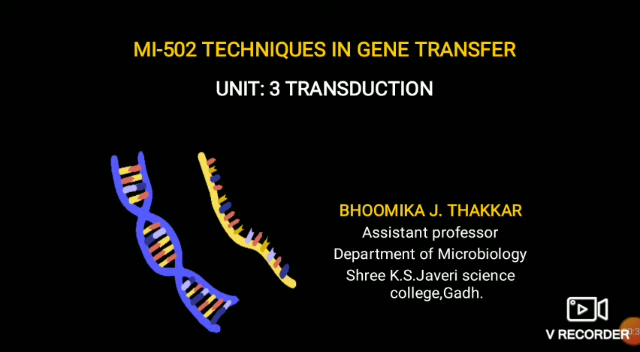 MI-502 TECHNIQUES IN GENE TRANSFER
UNIT: 3 TRANSDUCTION
BHOOMIKA J. THAKKAR
Assistant professor
Department of Microbiology
Shree K.S.Javeri science
college,Gadh.
V RECORDER